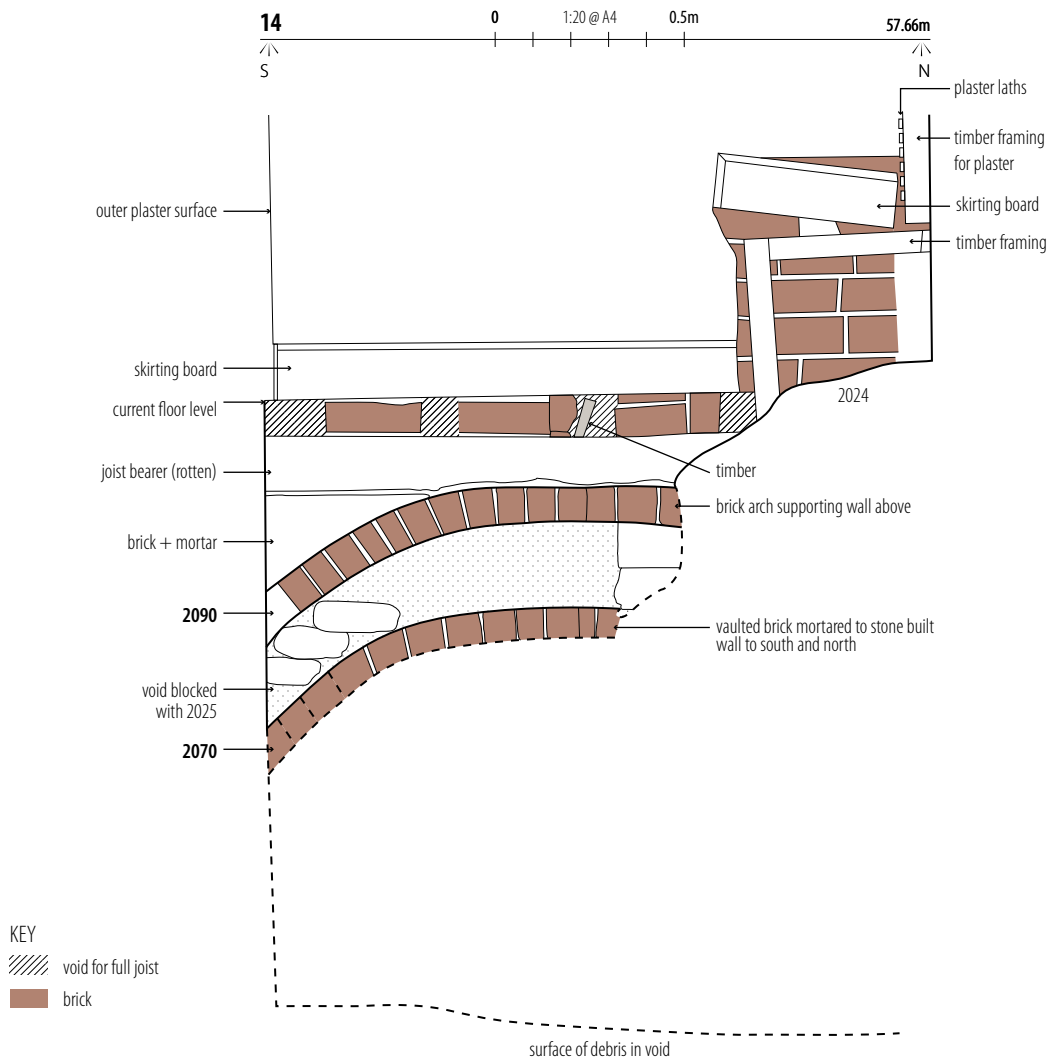 14
0 1:20 @ A4 0.5m
57.66m
S
N
plaster laths
timber framing
for plaster
skirting board
timber framing
outer plaster surface
skirting board
current floor level
2024
joist bearer (rotten)
timber
brick arch supporting wall above
brick + mortar
2090
vaulted brick mortared to stone built
wall to south and north
void blocked
with 2025
2070
KEY
void for full joist
brick
surface of debris in void